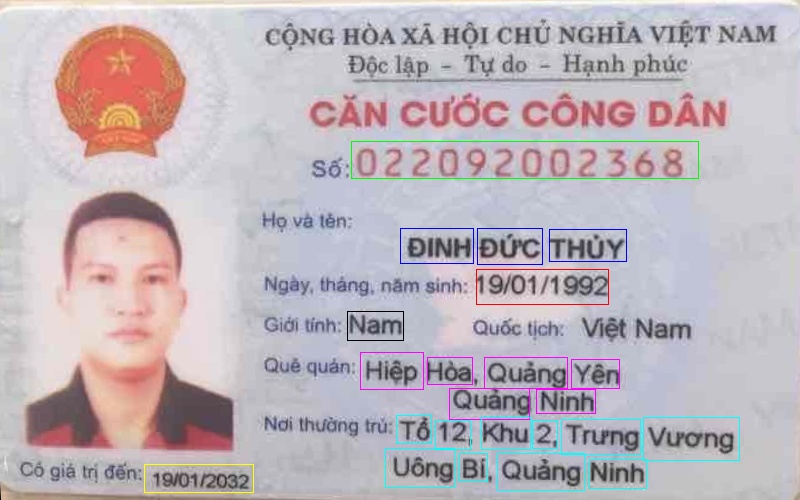 CỘNG HÒA XÃ HỘI CHỦ NGHĨA VIỆT NAM
Độc lập - Tự do - Hạnh phúc
CĂN CƯỚC CÔNG DÂN
Số: 022092002368
Họ và tên:
ĐINH ĐỨC THỦY
Ngày, tháng, năm sinh: 19/01/1992
Giới tính: Nam Quốc tịch: Việt Nam
Quê quán: Hiệp Hòa, Quảng Yên
Quảng Ninh
Nơi thường trú: Tổ 12, Khu 2, Trưng Vương
Uông Bí, Quảng Ninh
Có giá trị đến: 19/01/2032